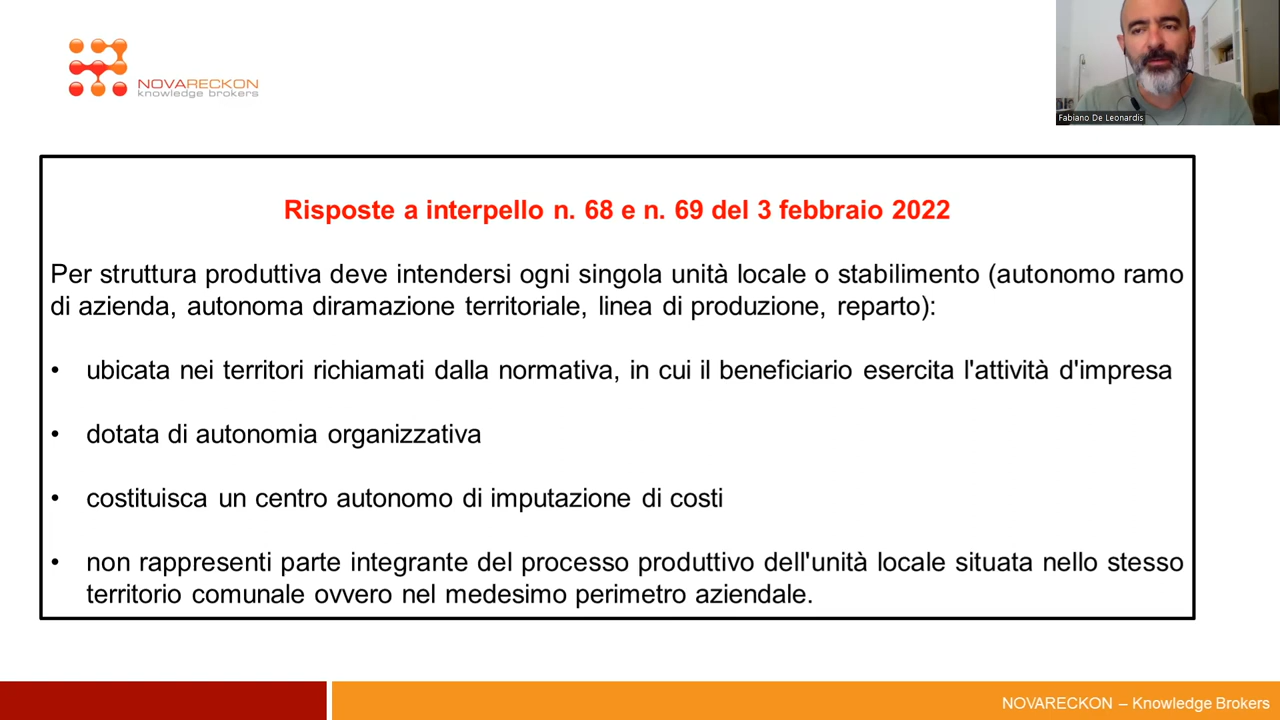 NOVARECKON
knowledge brokers
Fabiano De Leonardis
Risposte a interpello n. 68 e n. 69 del 3 febbraio 2022
Per struttura produttiva deve intendersi ogni singola unità locale o stabilimento (autonomo ramo
di azienda, autonoma diramazione territoriale, linea di produzione, reparto):
• ubicata nei territori richiamati dalla normativa, in cui il beneficiario esercita l'attività d'impresa
• dotata di autonomia organizzativa
• costituisca un centro autonomo di imputazione di costi
• non rappresenti parte integrante del processo produttivo dell'unità locale situata nello stesso
territorio comunale ovvero nel medesimo perimetro aziendale.
NOVARECKON – Knowledge Brokers